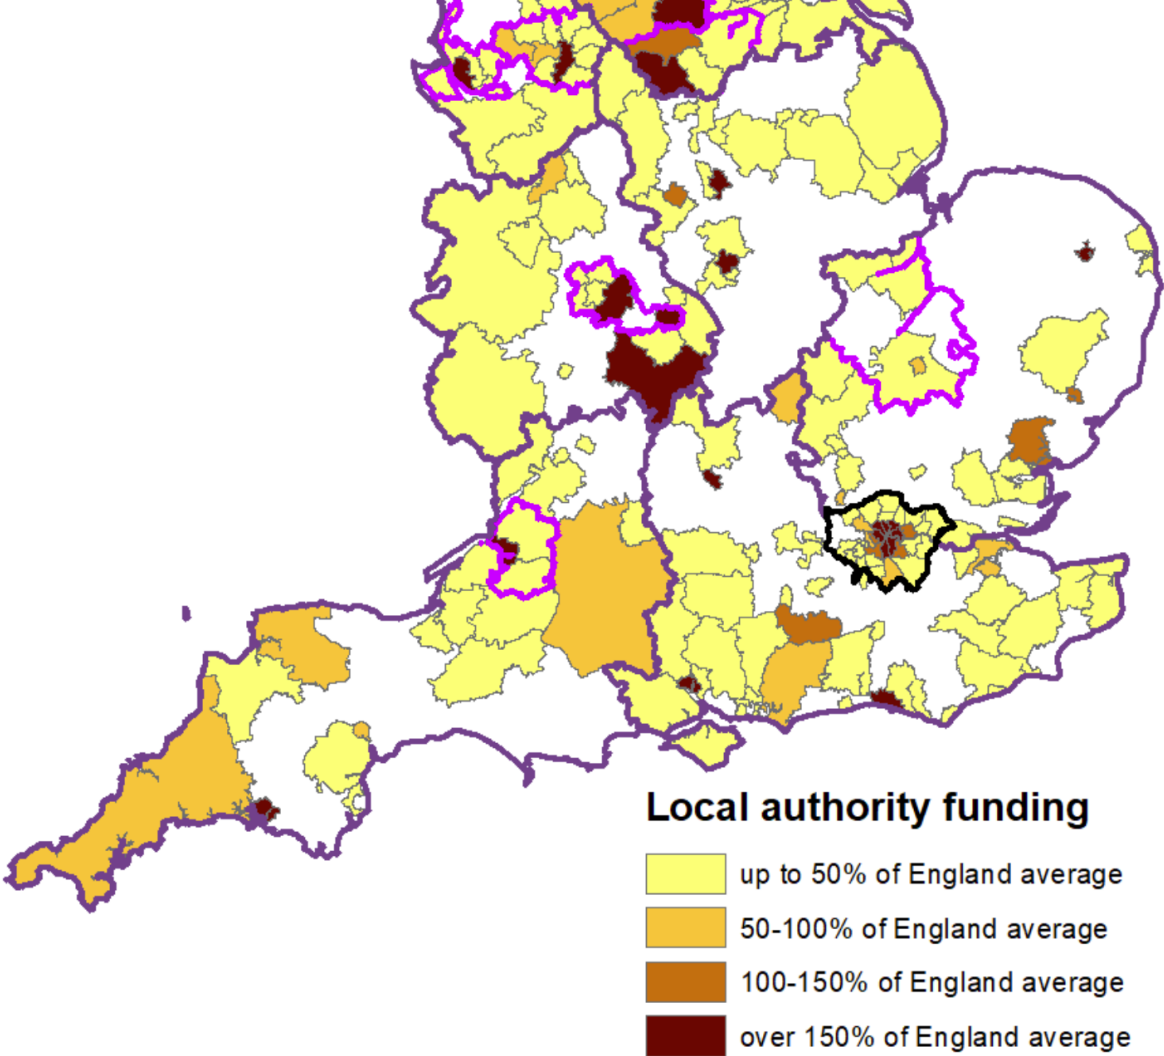 Local authority funding
up to 50% of England average
50-100% of England average
100-150% of England average
over 150% of England average